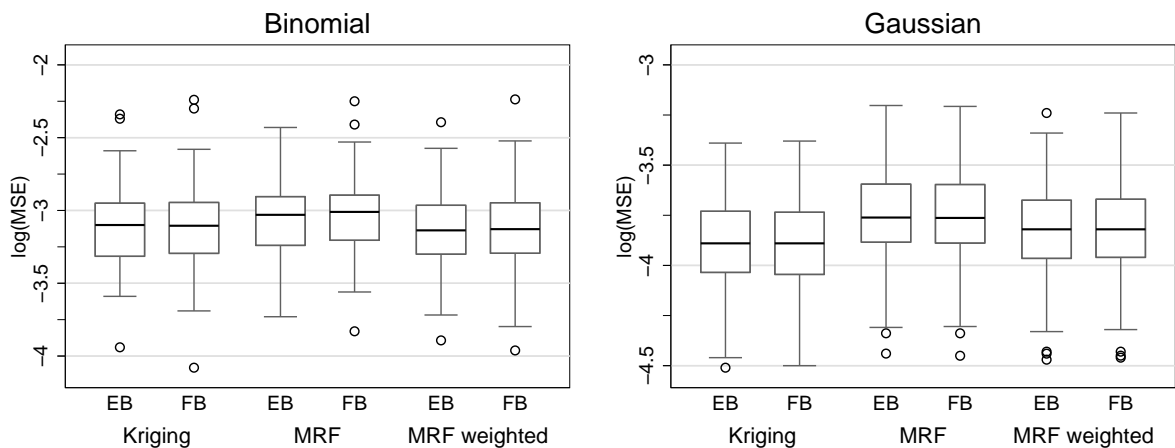 Binomial
log(MSE)
−2
−2.5
−3
−3.5
−4
EB FB EB FB EB FB
Kriging MRF MRF weighted
Gaussian
log(MSE)
−3
−3.5
−4
−4.5
EB FB EB FB EB FB
Kriging MRF MRF weighted